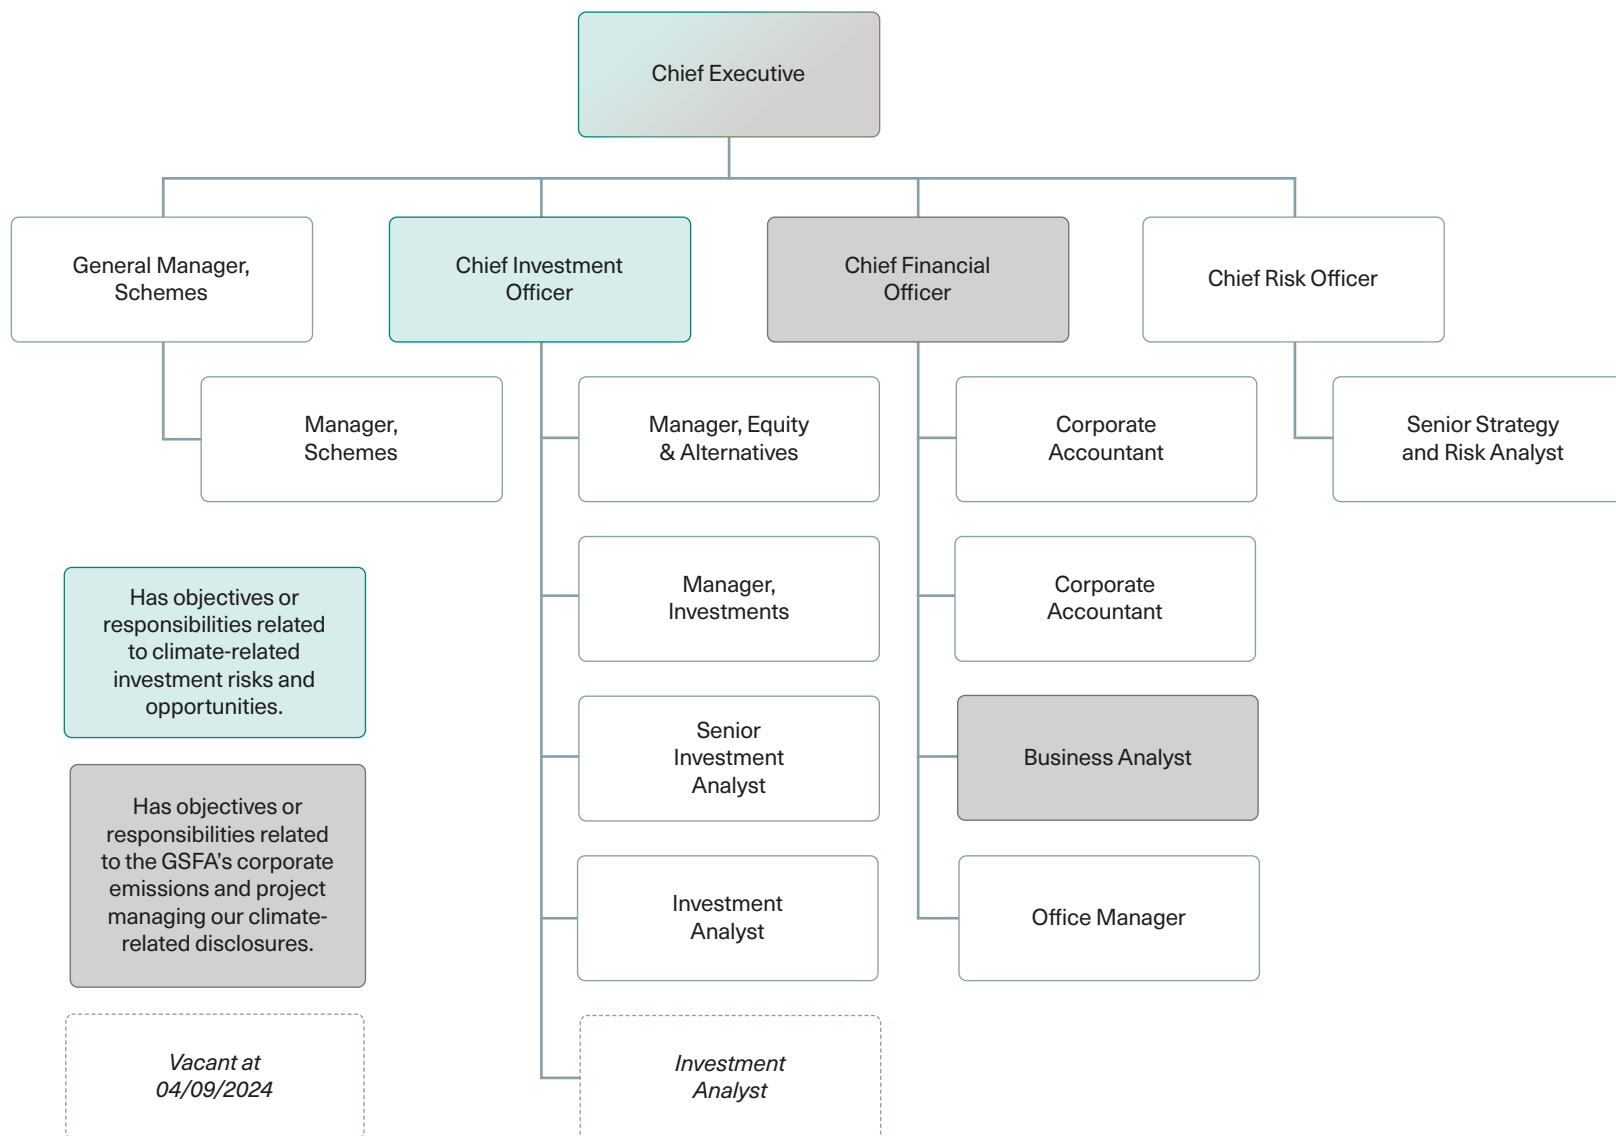 Chief Executive
General Manager,
Schemes
Chief Investment
Officer
Chief Financial
Officer
Chief Risk Officer
Manager,
Schemes
Manager, Equity
& Alternatives
Corporate
Accountant
Senior Strategy
and Risk Analyst
Manager,
Investments
Corporate
Accountant
Has objectives or
responsibilities related
to climate-related
investment risks and
opportunities.
Senior
Investment
Analyst
Business Analyst
Has objectives or
responsibilities related
to the GSFA’s corporate
emissions and project
managing our climate-
related disclosures.
Investment
Analyst
Office Manager
Vacant at
04/09/2024
Investment
Analyst